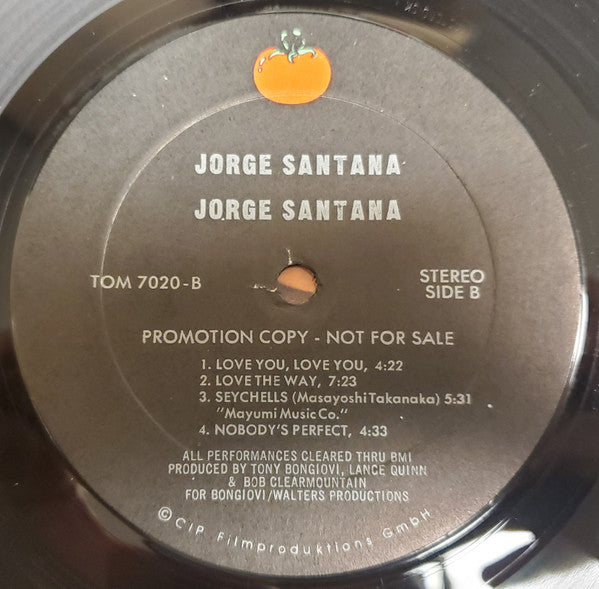 JORGE SANTANA
JORGE SANTANA
TOM 7020-B
STEREO
SIDE B
PROMOTION COPY - NOT FOR SALE
1. LOVE YOU, LOVE YOU, 4:22
2. LOVE THE WAY, 7:23
3. SEYCHELLS (Masayoshi Takanaka) 5:31
"Mayumi Music Co."
4. NOBODY'S PERFECT, 4:33
ALL PERFORMANCES CLEARED THRU BMI
PRODUCED BY TONY BONGIOVI, LANCE QUINN
& BOB CLEARMOUNTAIN
FOR BONGIOVI/WALTERS PRODUCTIONS
©CIP Filmproduktions GmbH